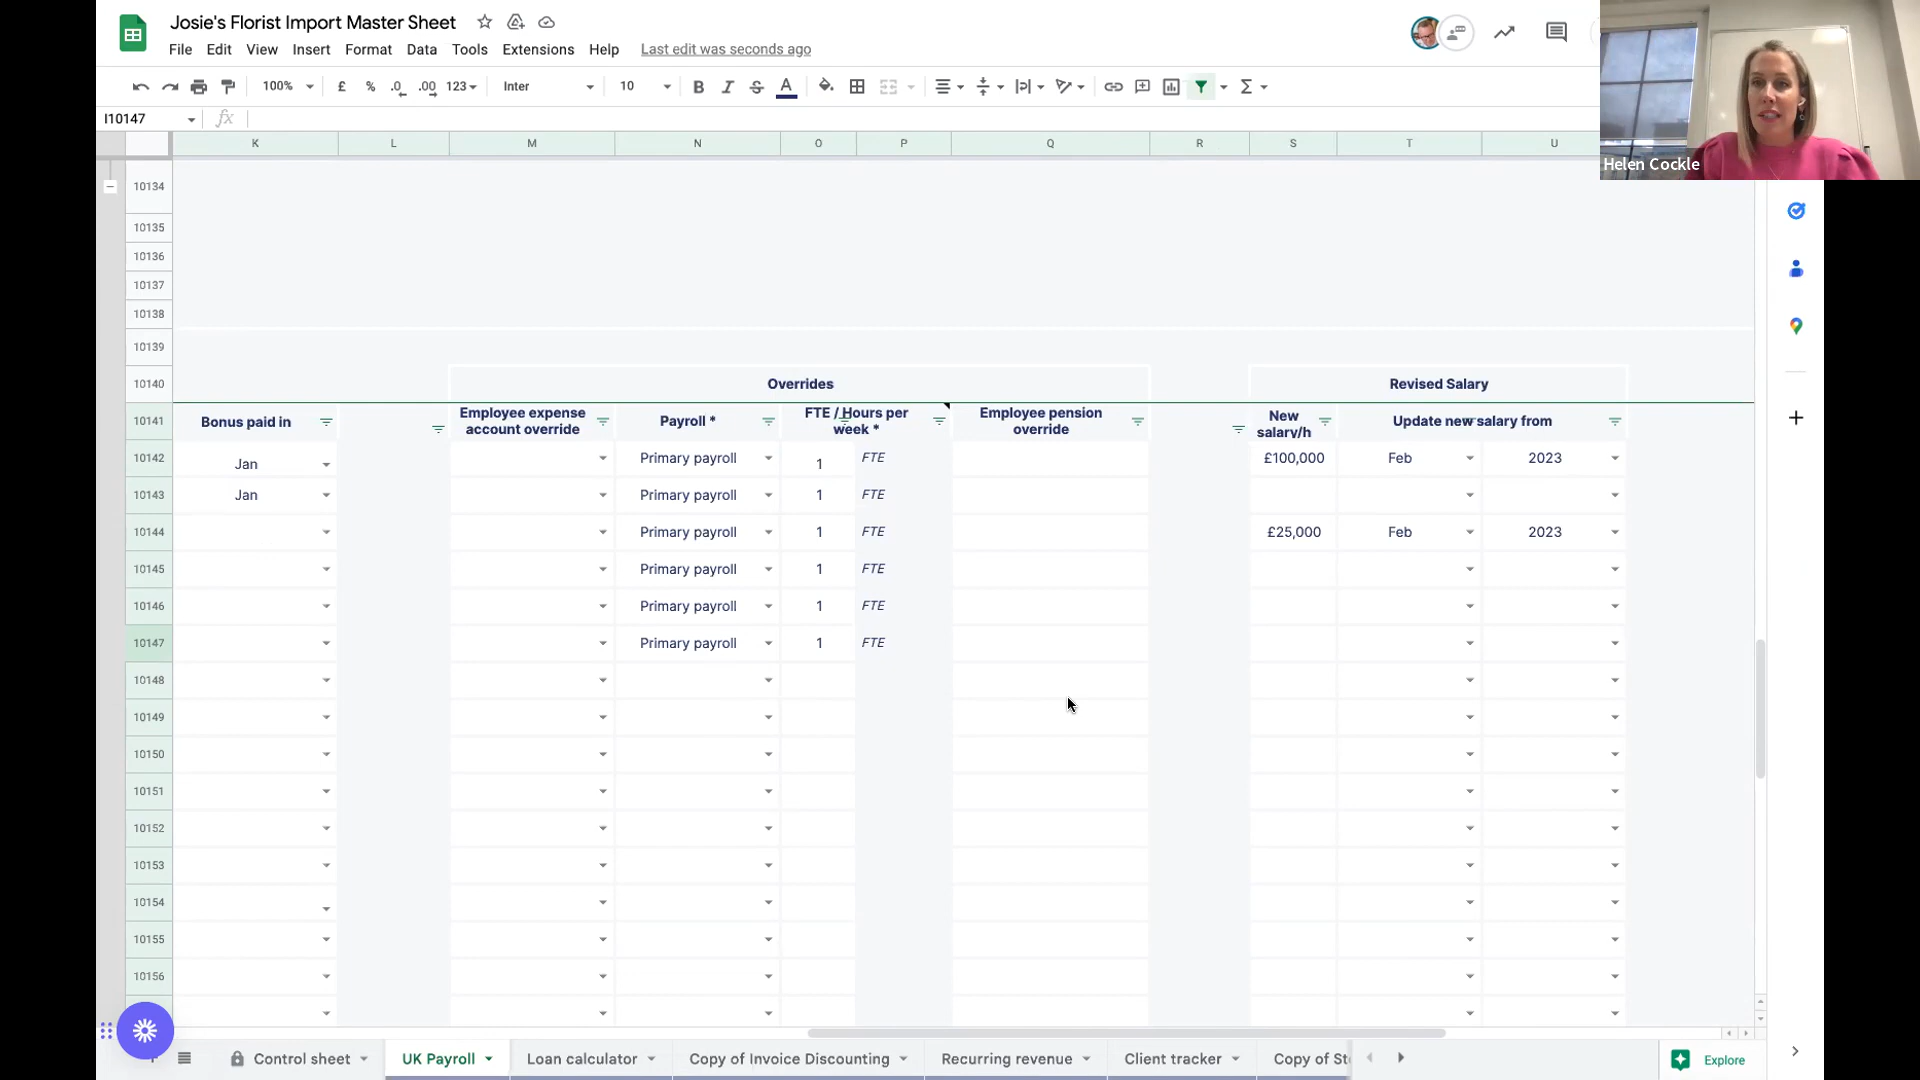 Josie's Florist Import Master Sheet
File Edit View Insert Format Data Tools Extensions Help Last edit was seconds ago
100% £ % .0 .00 123 Inter 10 B I S A Σ
I10147 fx
Helen Cockle
K L M N O P Q R S T U
10134
10135
10136
10137
10138
10139
10140 Overrides Revised Salary
10141 Bonus paid in Employee expense account override Payroll * FTE / Hours per week * Employee pension override New salary/h Update new salary from
10142 Jan Primary payroll 1 FTE £100,000 Feb 2023
10143 Jan Primary payroll 1 FTE
10144 Primary payroll 1 FTE £25,000 Feb 2023
10145 Primary payroll 1 FTE
10146 Primary payroll 1 FTE
10147 Primary payroll 1 FTE
10148
10149
10150
10151
10152
10153
10154
10155
10156
Control sheet UK Payroll Loan calculator Copy of Invoice Discounting Recurring revenue Client tracker Copy of St Explore